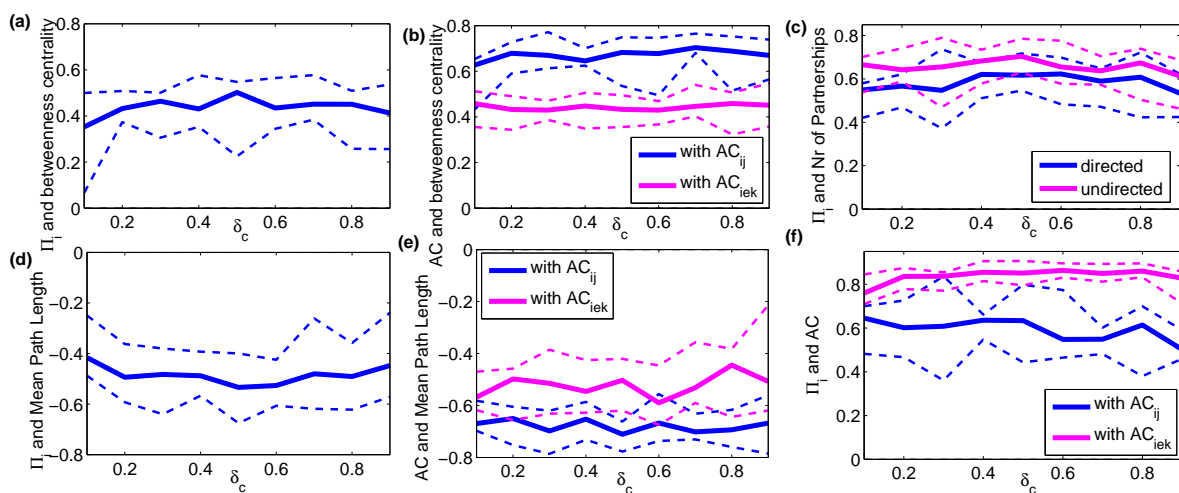 (a)
Π_i and betweenness centrality
0.8
0.6
0.4
0.2
0
0.2 0.4 0.6 0.8
δ_c
(b)
AC and betweenness centrality
0.8
0.6
0.4
0.2
0
0.2 0.4 0.6 0.8
δ_c
with AC_ij
with AC_iek
(c)
Π_i and Nr of Partnerships
0.8
0.6
0.4
0.2
0
0.2 0.4 0.6 0.8
δ_c
directed
undirected
(d)
Π_i and Mean Path Length
0
−0.2
−0.4
−0.6
−0.8
0.2 0.4 0.6 0.8
δ_c
(e)
AC and Mean Path Length
0
−0.2
−0.4
−0.6
−0.8
0.2 0.4 0.6 0.8
δ_c
with AC_ij
with AC_iek
(f)
Π_i and AC
1
0.8
0.6
0.4
0.2
0
0.2 0.4 0.6 0.8
δ_c
with AC_ij
with AC_iek